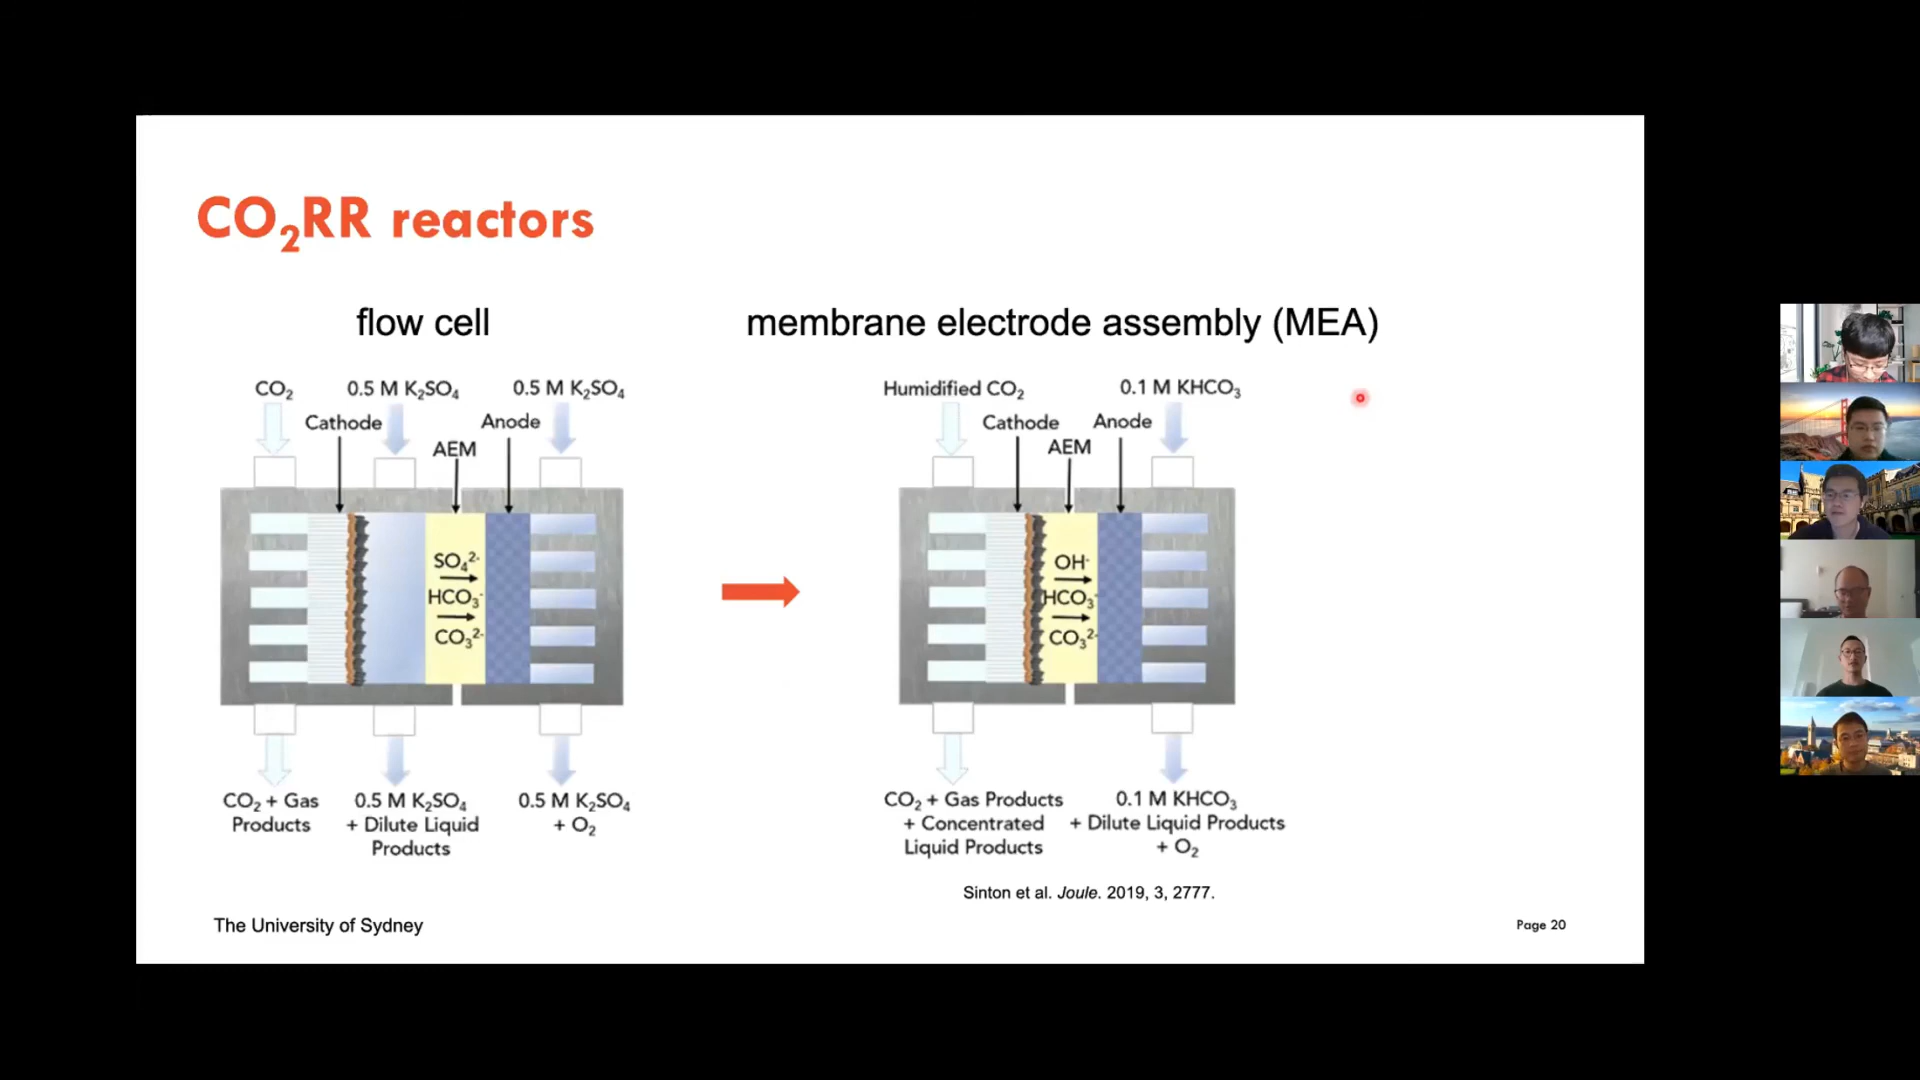 CO₂RR reactors
flow cell
membrane electrode assembly (MEA)
CO₂
0.5 M K₂SO₄
0.5 M K₂SO₄
Cathode
AEM
Anode
SO₄²⁻
HCO₃⁻
CO₃²⁻
CO₂ + Gas
Products
0.5 M K₂SO₄
+ Dilute Liquid
Products
0.5 M K₂SO₄
+ O₂
Humidified CO₂
0.1 M KHCO₃
Cathode
AEM
Anode
OH⁻
HCO₃⁻
CO₃²⁻
CO₂ + Gas Products
+ Concentrated
Liquid Products
0.1 M KHCO₃
+ Dilute Liquid Products
+ O₂
Sinton et al. Joule. 2019, 3, 2777.
The University of Sydney
Page 20